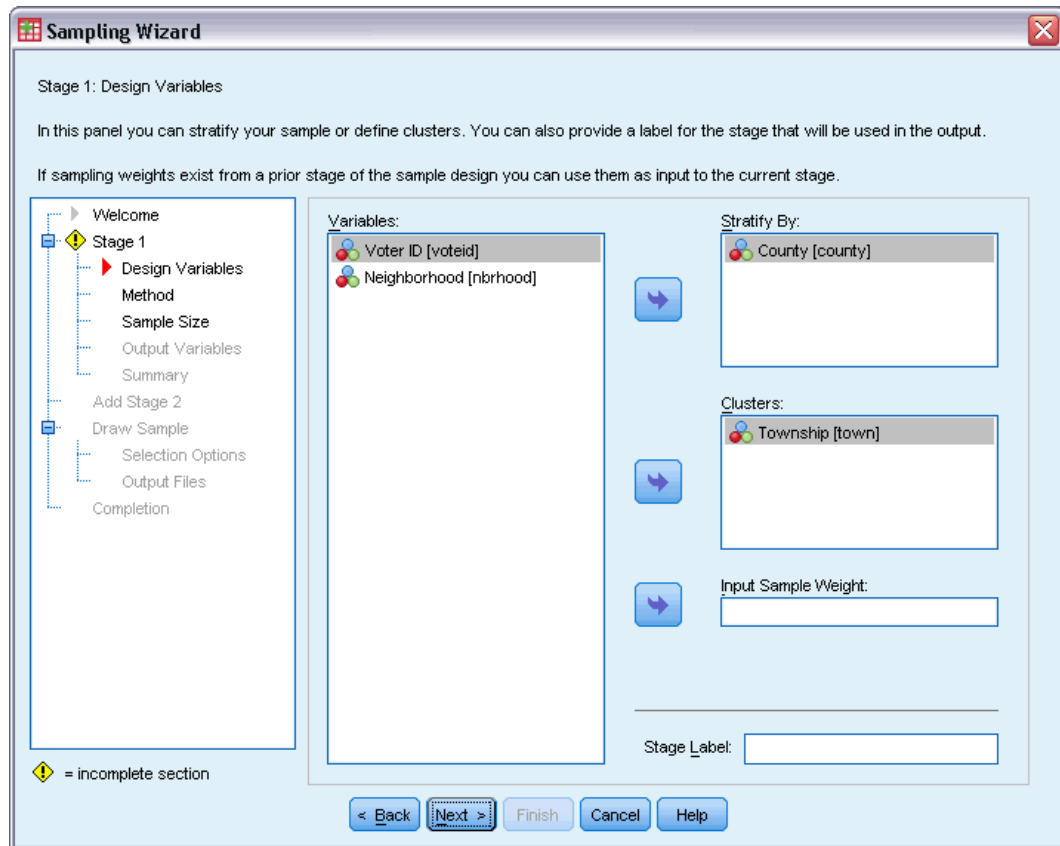 Sampling Wizard
Stage 1: Design Variables
In this panel you can stratify your sample or define clusters. You can also provide a label for the stage that will be used in the output.
If sampling weights exist from a prior stage of the sample design you can use them as input to the current stage.
Welcome
Stage 1
Design Variables
Method
Sample Size
Output Variables
Summary
Add Stage 2
Draw Sample
Selection Options
Output Files
Completion
! = incomplete section
Variables:
Voter ID [voteid]
Neighborhood [nbrhood]
Stratify By:
County [county]
Clusters:
Township [town]
Input Sample Weight:
Stage Label:
< Back Next > Finish Cancel Help